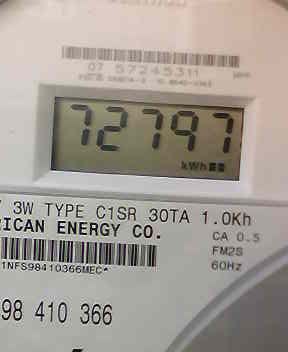 07 57245311
72797
kWh
3W TYPE C1SR 30TA 1.0Kh
RICAN ENERGY CO.
CA 0.5
FM2S
1NFS98410366MEC*
60Hz
98 410 366